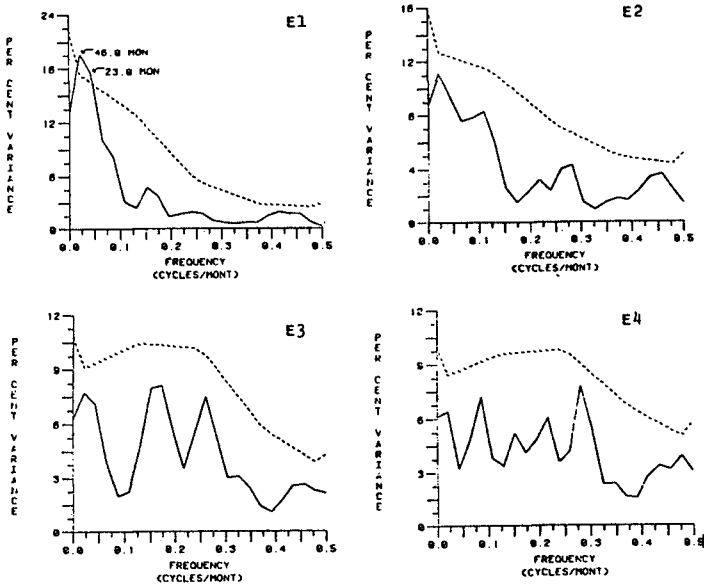 E1
PER CENT VARIANCE
24
18
12
6
0
46.0 MON
23.0 MON
0.0 0.1 0.2 0.3 0.4 0.5
FREQUENCY
(CYCLES/MONT)
E2
PER CENT VARIANCE
16
12
8
4
0
0.0 0.1 0.2 0.3 0.4 0.5
FREQUENCY
(CYCLES/MONT)
E3
PER CENT VARIANCE
12
9
6
3
0
0.0 0.1 0.2 0.3 0.4 0.5
FREQUENCY
(CYCLES/MONT)
E4
PER CENT VARIANCE
12
9
6
3
0
0.0 0.1 0.2 0.3 0.4 0.5
FREQUENCY
(CYCLES/MONT)